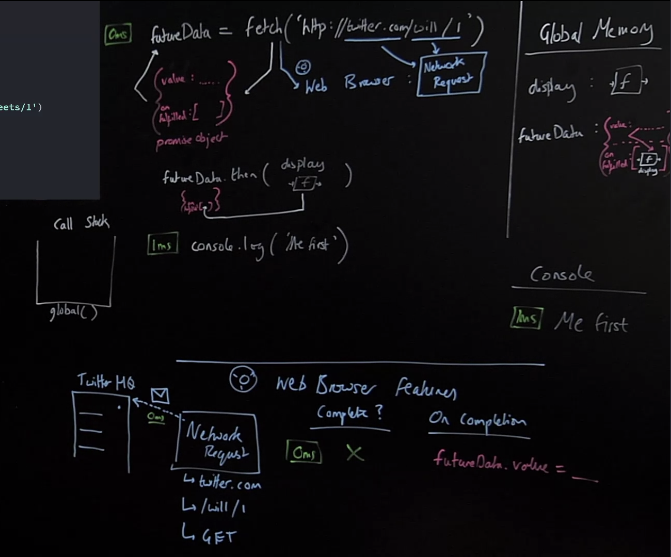 eets/1')
0ms futureData = fetch('http://twitter.com/will/1')
value : ......
on fulfilled : [ ]
promise object
Web Browser :
Network Request
futureData.then( display )
f
1ms console.log('Me first')
Call Stack
global()
Global Memory
display : f
futureData :
value :
on fulfilled : [ f ]
display
Console
1ms Me first
Web Browser Features
Twitter HQ
0ms
Network Request
↳ twitter.com
↳ /will/1
↳ GET
Complete?
0ms X
On completion
futureData.value = __